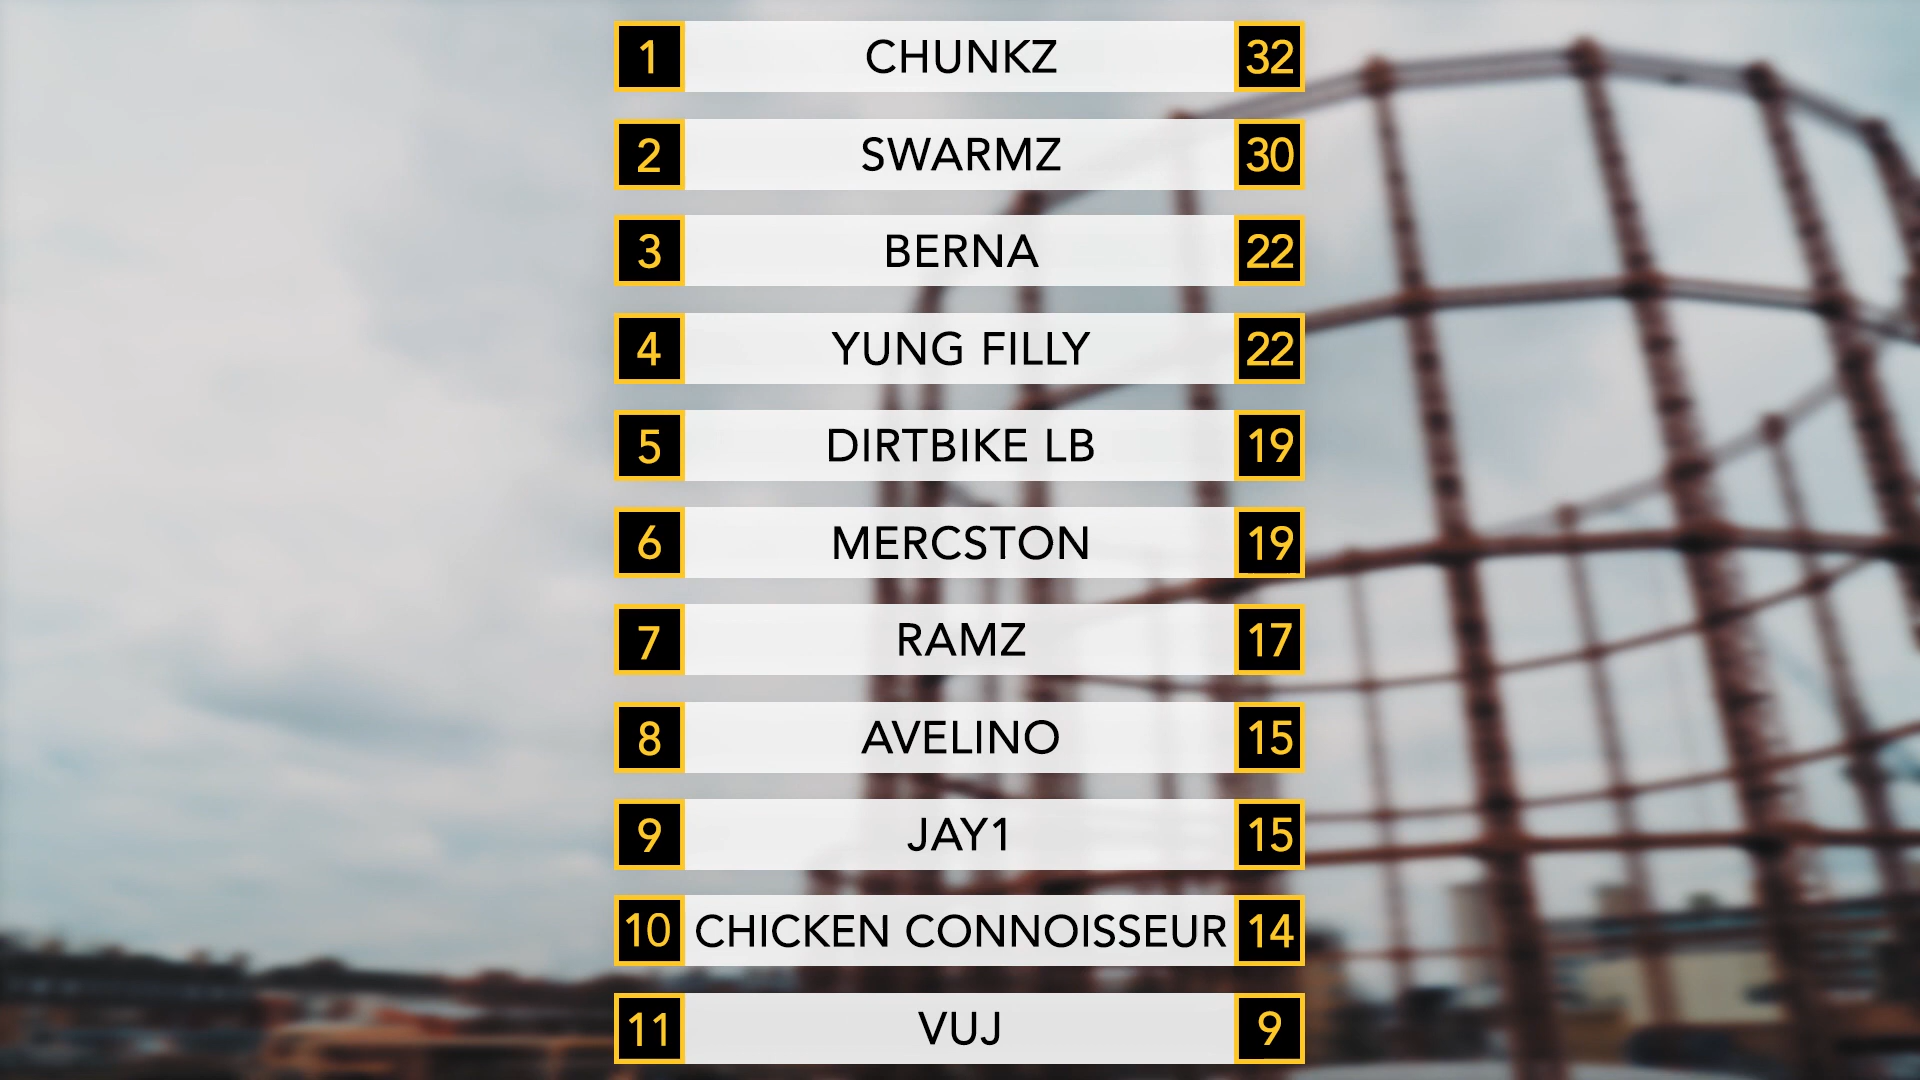 1 CHUNKZ 32
2 SWARMZ 30
3 BERNA 22
4 YUNG FILLY 22
5 DIRTBIKE LB 19
6 MERCSTON 19
7 RAMZ 17
8 AVELINO 15
9 JAY1 15
10 CHICKEN CONNOISSEUR 14
11 VUJ 9